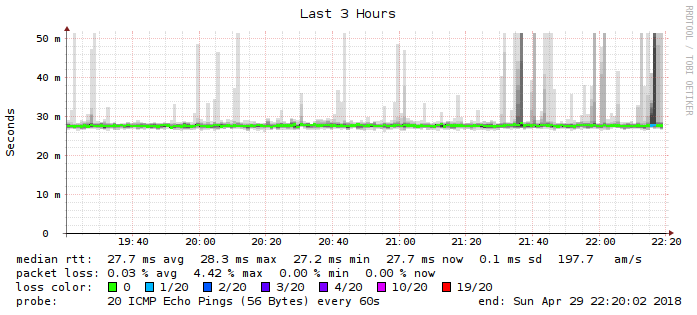 Last 3 Hours
RRDTOOL / TOBI OETIKER
Seconds
50 m
40 m
30 m
20 m
10 m
0
19:40 20:00 20:20 20:40 21:00 21:20 21:40 22:00 22:20
median rtt: 27.7 ms avg 28.3 ms max 27.2 ms min 27.7 ms now 0.1 ms sd 197.7 am/s
packet loss: 0.03 % avg 4.42 % max 0.00 % min 0.00 % now
loss color: 0 1/20 2/20 3/20 4/20 10/20 19/20
probe: 20 ICMP Echo Pings (56 Bytes) every 60s end: Sun Apr 29 22:20:02 2018